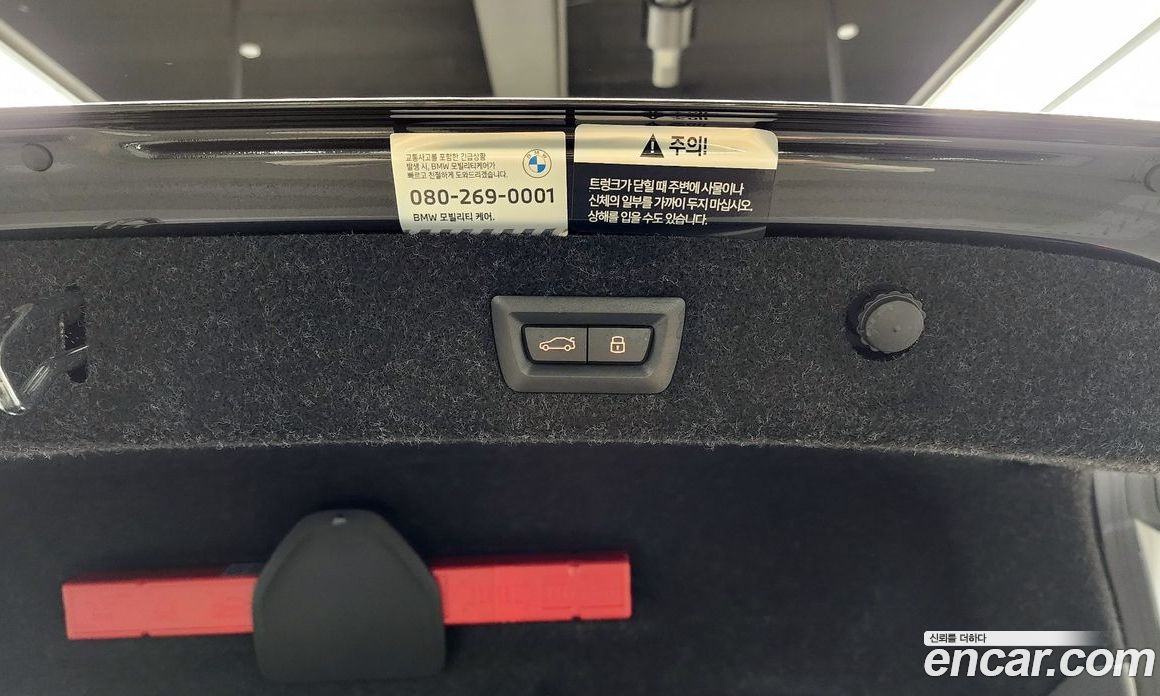 교통사고를 포함한 긴급상황
발생 시, BMW 모빌리티케어가
빠르고 친절하게 도와드리겠습니다.
BMW
080-269-0001
BMW 모빌리티 케어.
주의!
트렁크가 닫힐 때 주변에 사물이나
신체의 일부를 가까이 두지 마십시오.
상해를 입을 수도 있습니다.
신뢰를 더하다
encar.com